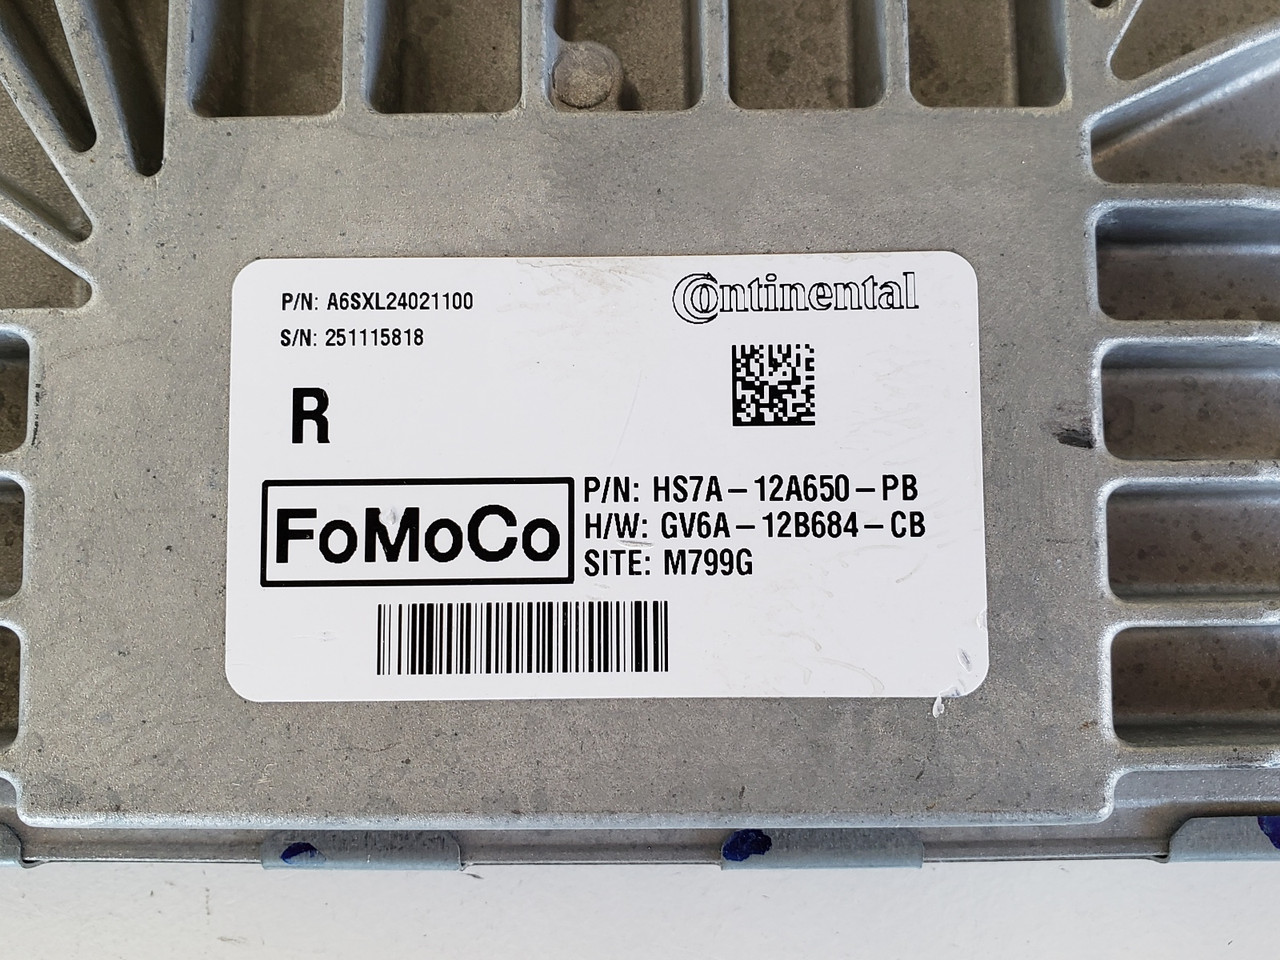 P/N: A6SXL24021100
S/N: 251115818
Continental
R
FoMoCo
P/N: HS7A-12A650-PB
H/W: GV6A-12B684-CB
SITE: M799G